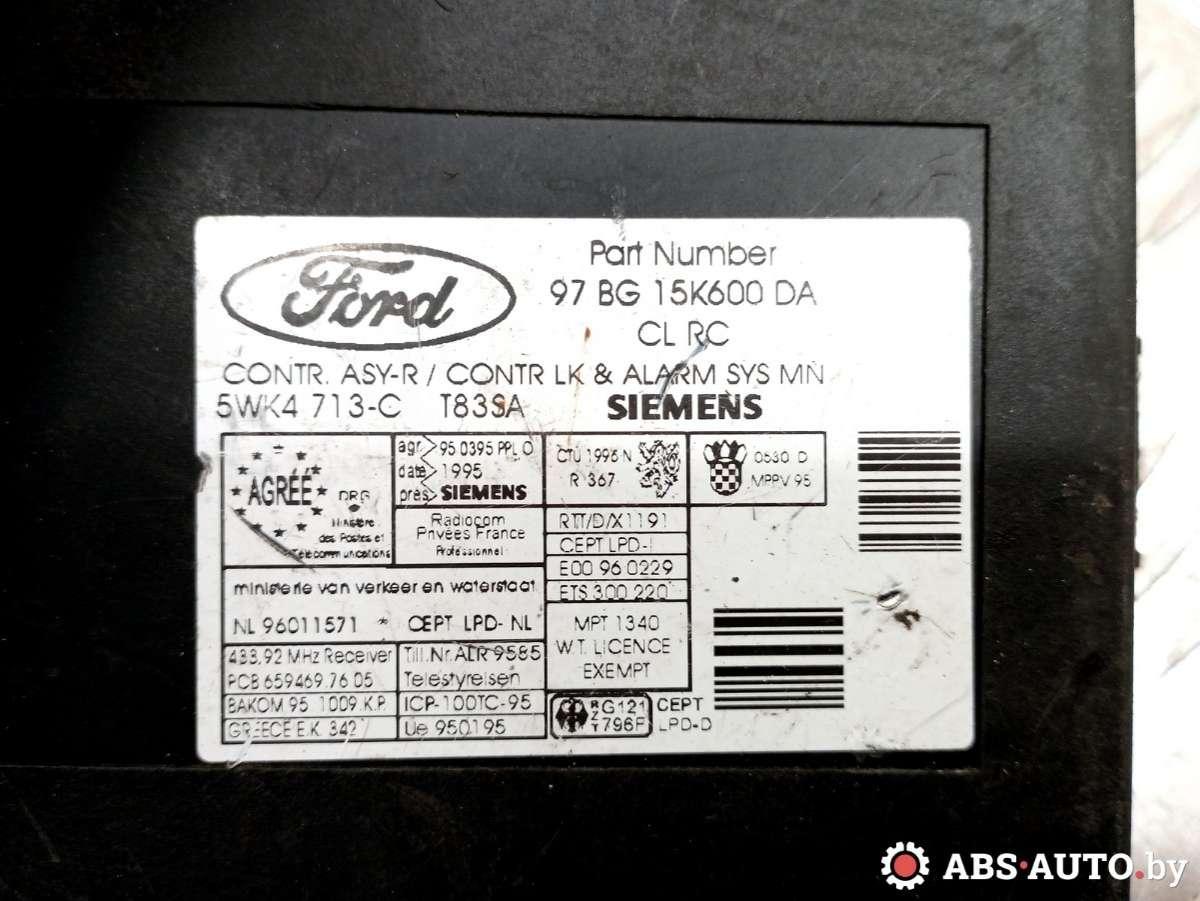 Ford
Part Number
97 BG 15K600 DA
CL RC
CONTR. ASY-R / CONTR LK & ALARM SYS MN
5WK4 713-C T83SA SIEMENS
AGRÉÉ
DRG
Ministère
des Postes et
Télécommunications
agr. 95 0395 PPL 0
date 1995
prés SIEMENS
Radiocom
Privées France
Professionnel
CTU 1996 N
R 367
0530 D
MPPV 95
RTT/D/X1191
CEPT LPD-I
E00 96 0229
ETS 300 220
ministerie van verkeer en waterstaat
NL 96011571 * CEPT LPD- NL
MPT 1340
W.T. LICENCE
EXEMPT
433,92 MHz Receiver
PCB 659469 76 05
Till.Nr.ALR 9585
Telestyrelsen
BAKOM 95 1009 K.P.
ICP-100TC-95
GREECE E.K. 342
Ue 950195
BZT
G121
796F
CEPT
LPD-D
ABS-AUTO.by